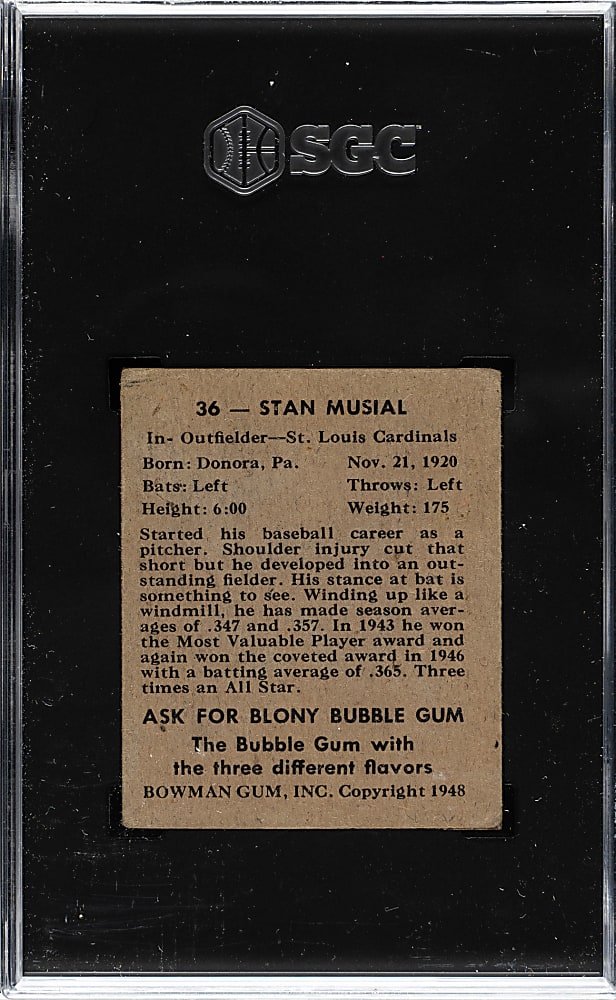 SGC
36 — STAN MUSIAL
In- Outfielder—St. Louis Cardinals
Born: Donora, Pa. Nov. 21, 1920
Bats: Left Throws: Left
Height: 6:00 Weight: 175
Started his baseball career as a
pitcher. Shoulder injury cut that
short but he developed into an out-
standing fielder. His stance at bat is
something to see. Winding up like a
windmill, he has made season aver-
ages of .347 and .357. In 1943 he won
the Most Valuable Player award and
again won the coveted award in 1946
with a batting average of .365. Three
times an All Star.
ASK FOR BLONY BUBBLE GUM
The Bubble Gum with
the three different flavors
BOWMAN GUM, INC. Copyright 1948